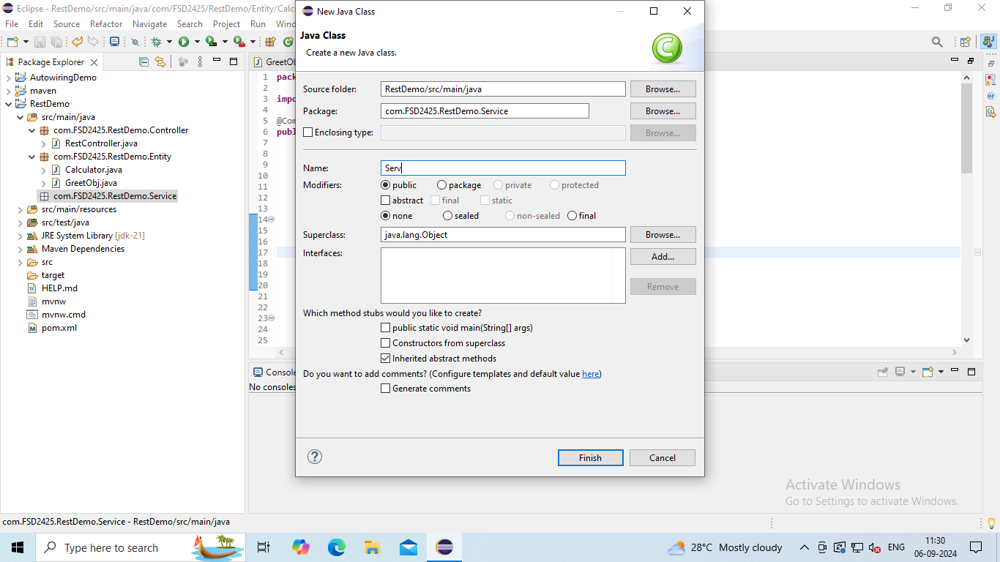 Eclipse - RestDemo/src/main/java/com/FSD2425/RestDemo/Entity/Calc
File Edit Source Refactor Navigate Search Project Run Wind
Package Explorer
AutowiringDemo
maven
RestDemo
src/main/java
com.FSD2425.RestDemo.Controller
RestController.java
com.FSD2425.RestDemo.Entity
Calculator.java
GreetObj.java
com.FSD2425.RestDemo.Service
src/main/resources
src/test/java
JRE System Library [jdk-21]
Maven Dependencies
src
target
HELP.md
mvnw
mvnw.cmd
pom.xml
GreetOb
1 pack
2
3 impo
4
5 @Com
6 publ
7
8
9
10
11
12
13
14
15
16
17
18
19
20
21
22
23
24
25
Console
No consoles
New Java Class
Java Class
Create a new Java class.
Source folder: RestDemo/src/main/java Browse...
Package: com.FSD2425.RestDemo.Service Browse...
Enclosing type: Browse...
Name: Serv
Modifiers: public package private protected
abstract final static
none sealed non-sealed final
Superclass: java.lang.Object Browse...
Interfaces: Add...
Remove
Which method stubs would you like to create?
public static void main(String[] args)
Constructors from superclass
Inherited abstract methods
Do you want to add comments? (Configure templates and default value here)
Generate comments
? Finish Cancel
Activate Windows
Go to Settings to activate Windows.
com.FSD2425.RestDemo.Service - RestDemo/src/main/java
Type here to search
28°C Mostly cloudy
ENG
11:30
06-09-2024